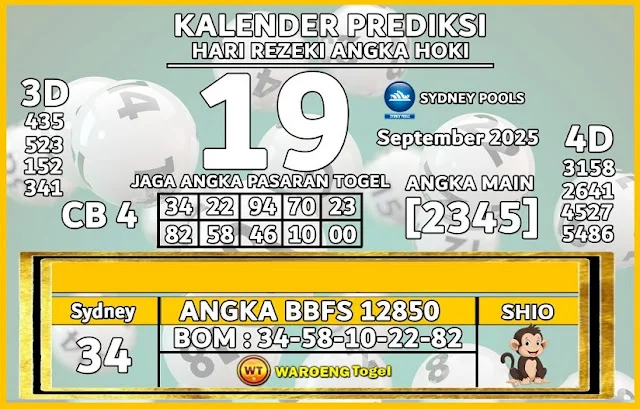 KALENDER PREDIKSI
HARI REZEKI ANGKA HOKI
19
3D
435
523
152
341
CB 4
SYDNEY POOLS
September 2025
JAGA ANGKA PASARAN TOGEL
34 22 94 70 23
82 58 46 10 00
ANGKA MAIN
[2345]
4D
3158
2641
4527
5486
Sydney
34
ANGKA BBFS 12850
BOM : 34-58-10-22-82
WT WAROENG Togel
SHIO